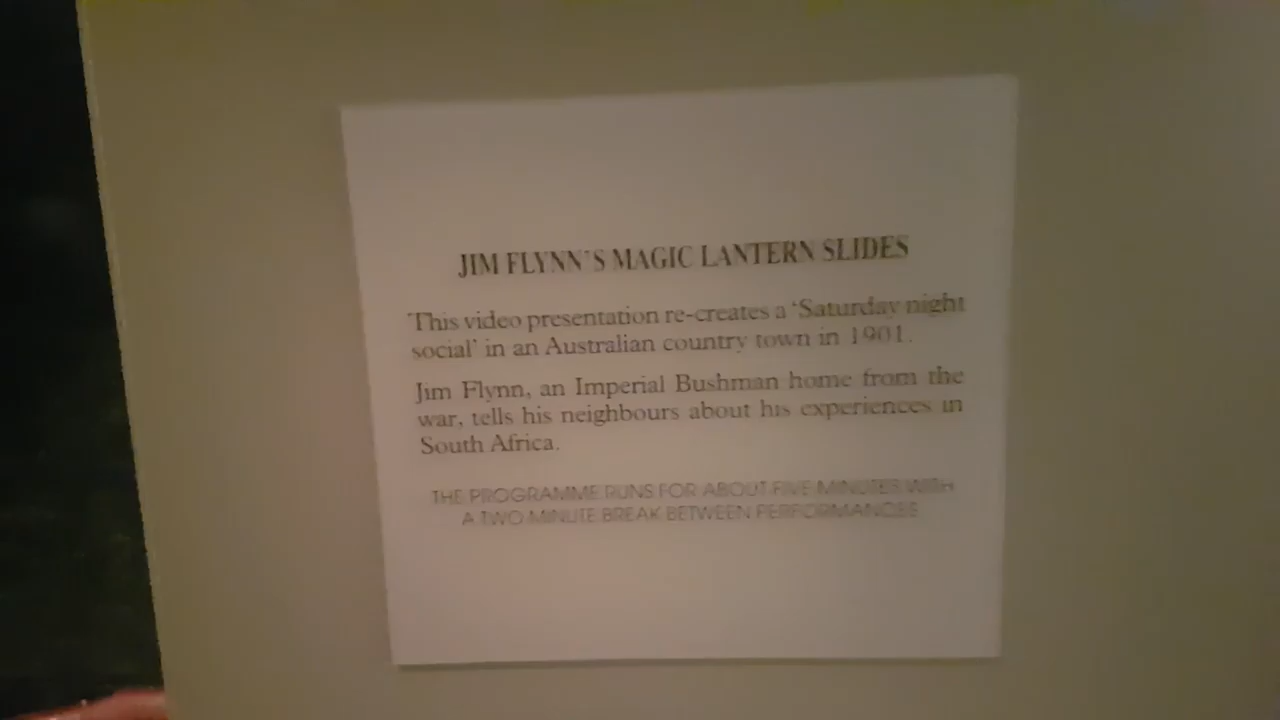 JIM FLYNN'S MAGIC LANTERN SLIDES
This video presentation re-creates a 'Saturday night
social' in an Australian country town in 1901.
Jim Flynn, an Imperial Bushman home from the
war, tells his neighbours about his experiences in
South Africa.
THE PROGRAMME RUNS FOR ABOUT FIVE MINUTES WITH
A TWO MINUTE BREAK BETWEEN PERFORMANCES